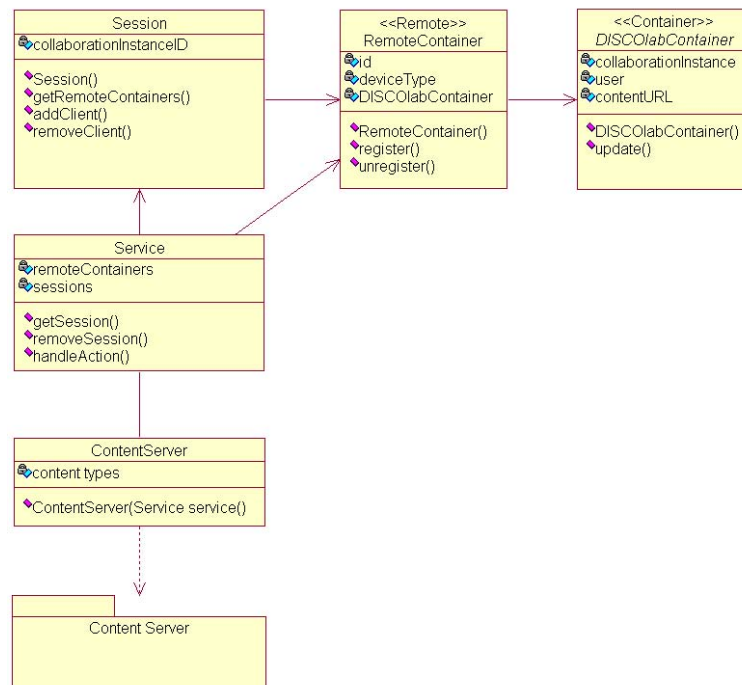 Session
collaborationInstanceID
Session()
getRemoteContainers()
addClient()
removeClient()
<<Remote>>
RemoteContainer
id
deviceType
DISCOlabContainer
RemoteContainer()
register()
unregister()
<<Container>>
DISCOlabContainer
collaborationInstance
user
contentURL
DISCOlabContainer()
update()
Service
remoteContainers
sessions
getSession()
removeSession()
handleAction()
ContentServer
content types
ContentServer(Service service()
Content Server